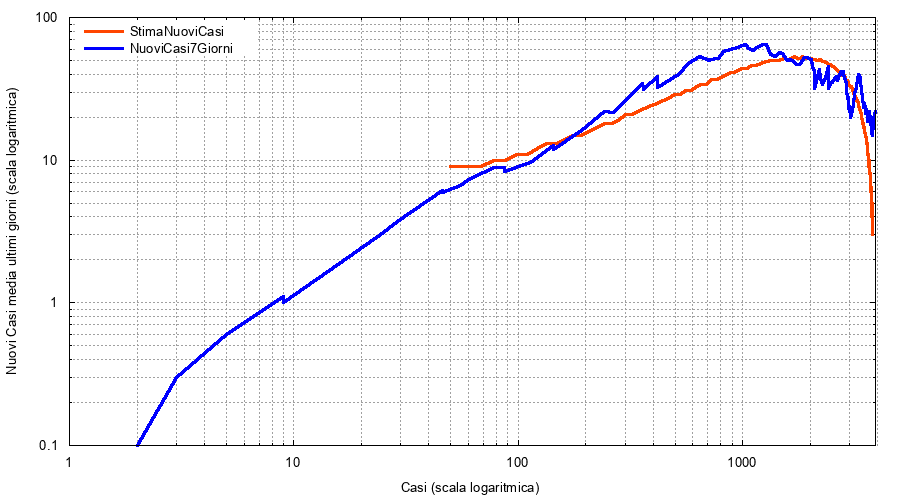 100
StimaNuoviCasi
NuoviCasi7Giorni
10
1
0.1
1
10
100
1000
Nuovi Casi media ultimi giorni (scala logaritmica)
Casi (scala logaritmica)